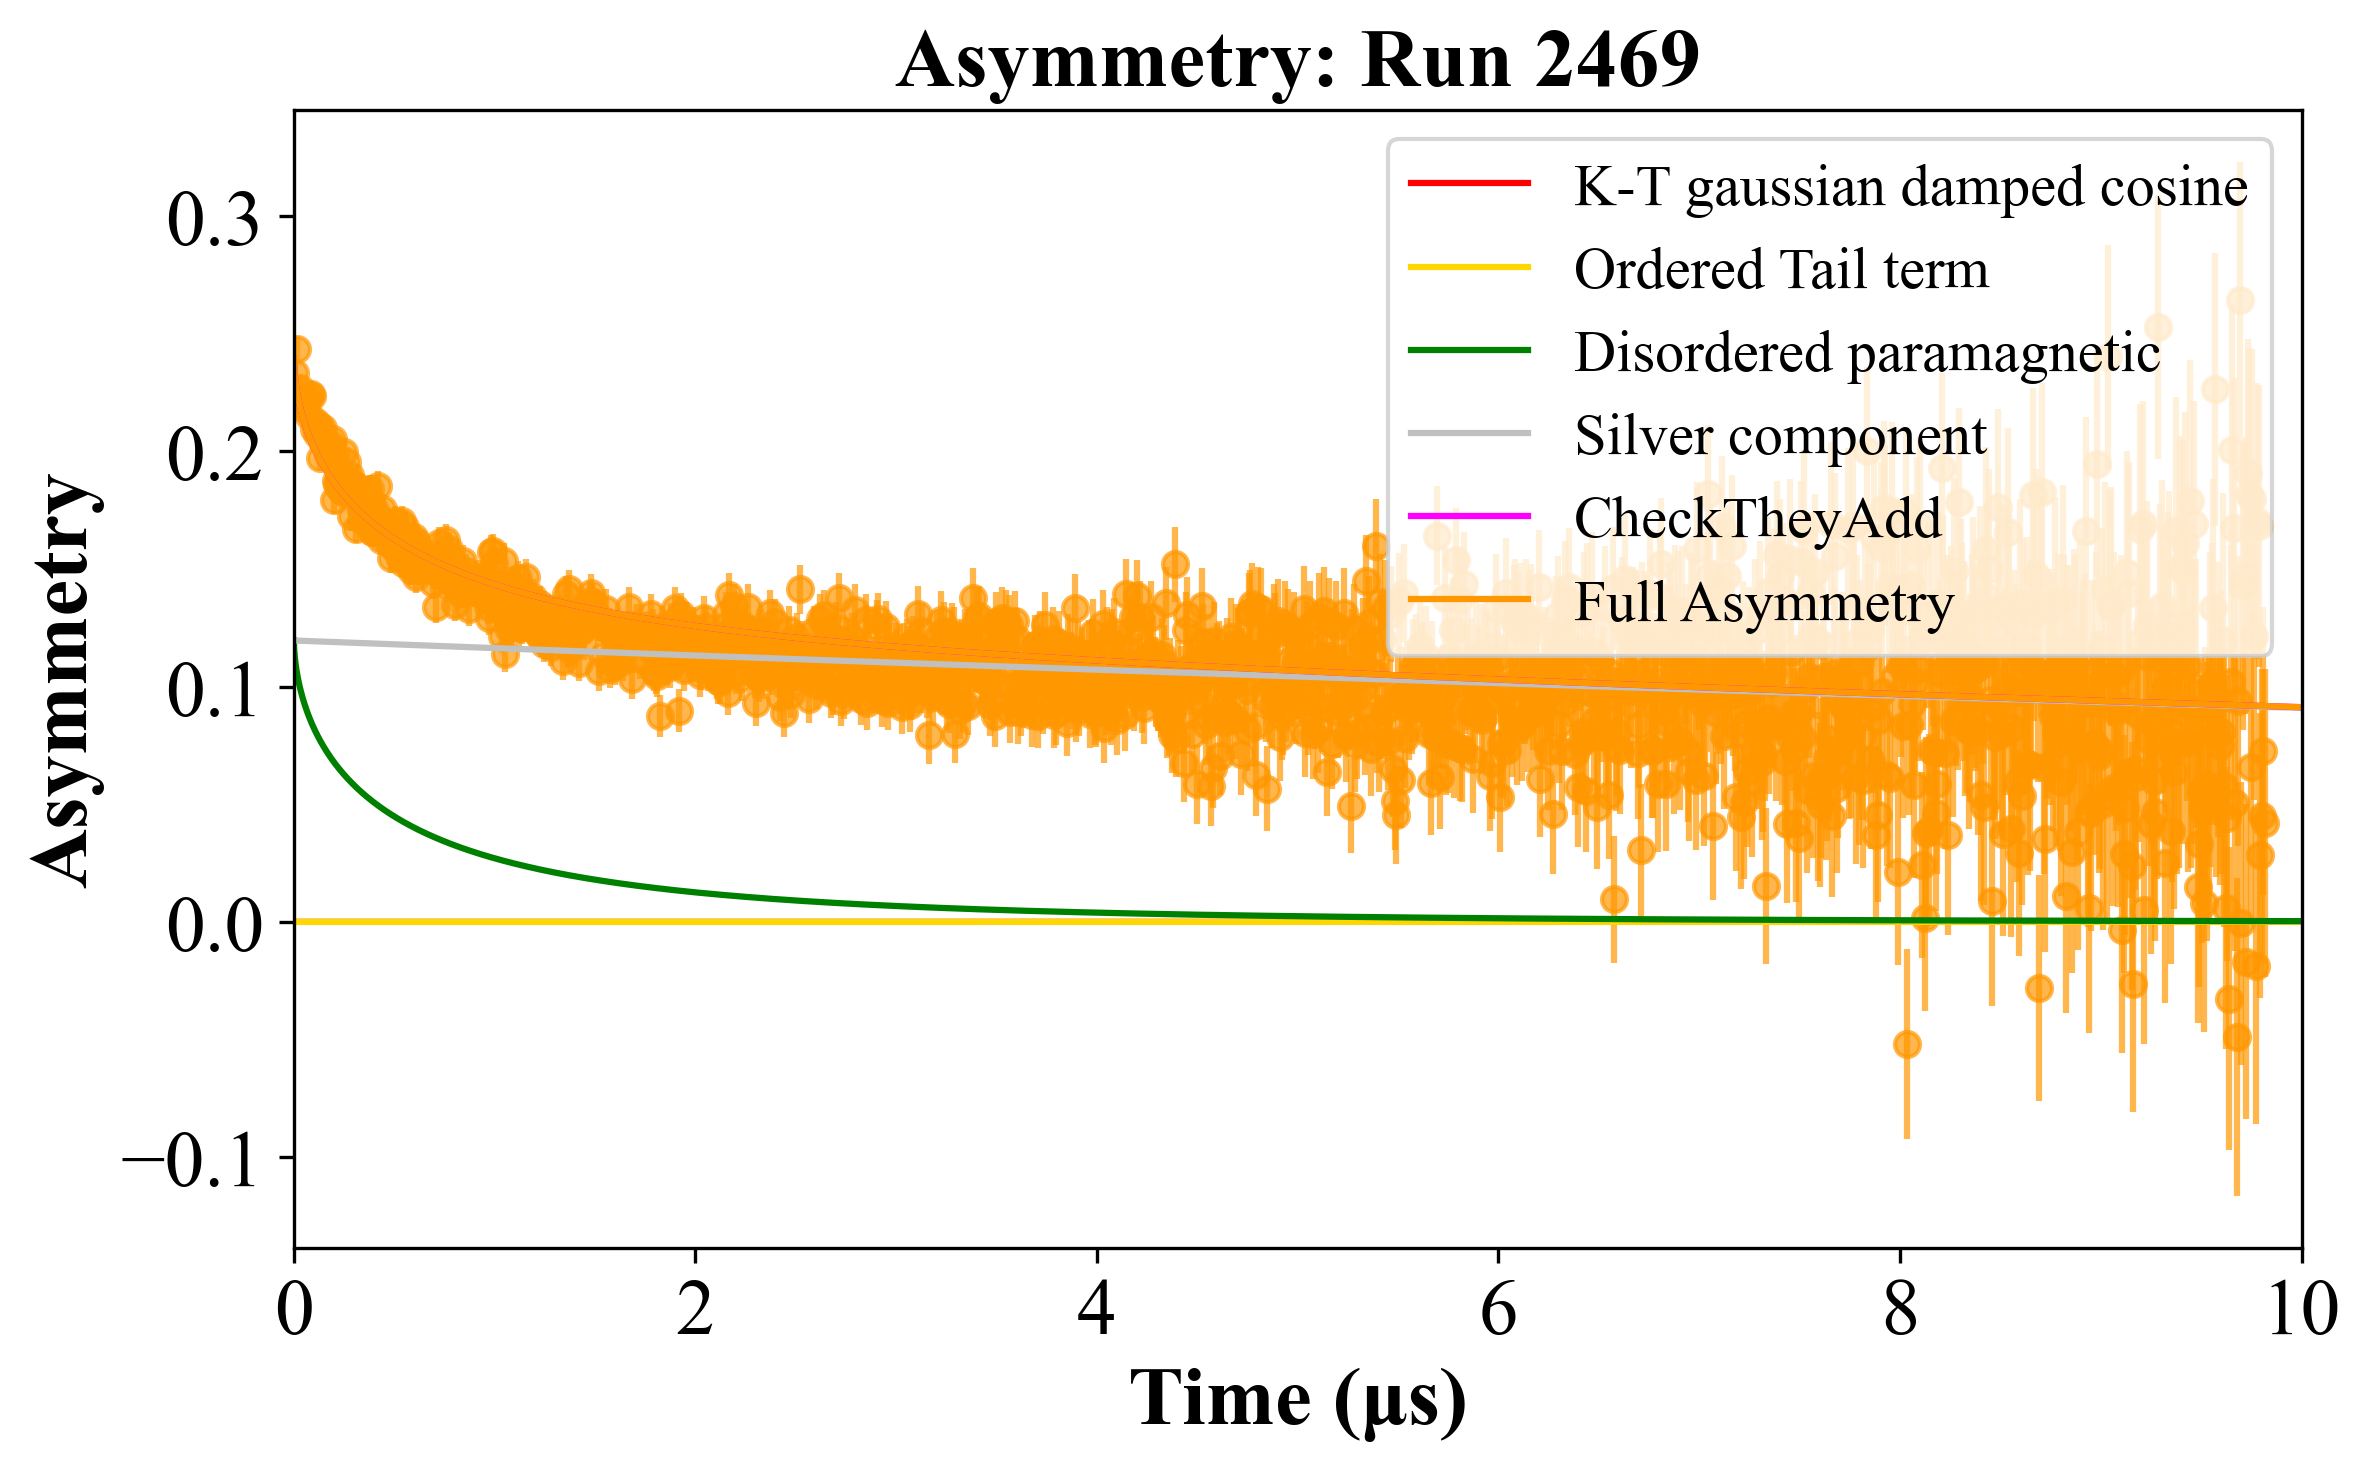 Asymmetry: Run 2469
K-T gaussian damped cosine
Ordered Tail term
Disordered paramagnetic
Silver component
CheckTheyAdd
Full Asymmetry
Asymmetry
0.3
0.2
0.1
0.0
−0.1
0 2 4 6 8 10
Time (μs)